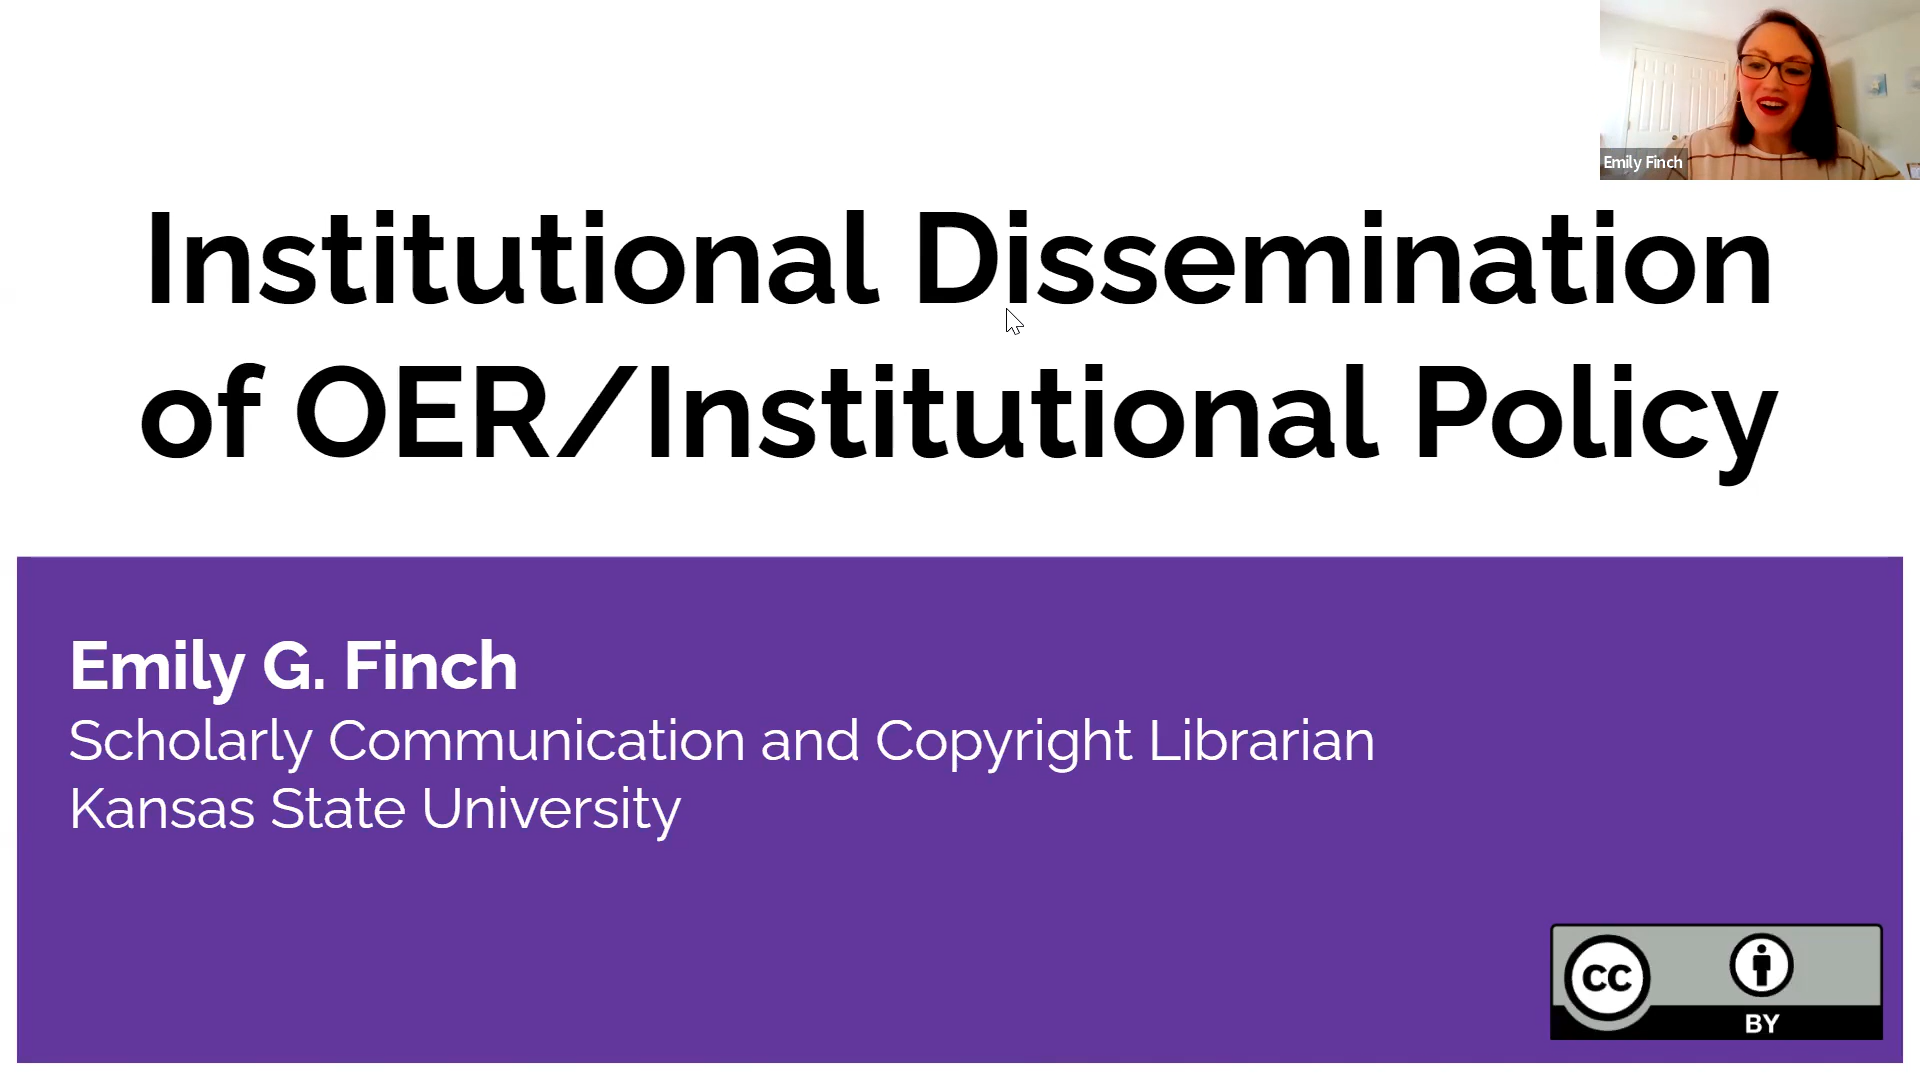 Emily Finch
Institutional Dissemination
of OER/Institutional Policy
Emily G. Finch
Scholarly Communication and Copyright Librarian
Kansas State University
CC
BY